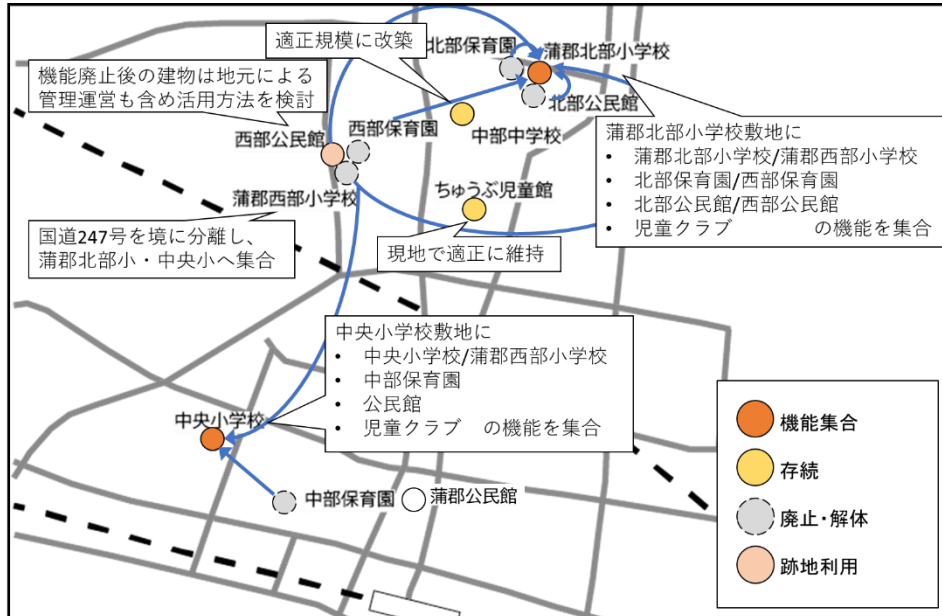 適正規模に改築
北部保育園
蒲郡北部小学校
機能廃止後の建物は地元による
管理運営も含め活用方法を検討
北部公民館
西部公民館
西部保育園
中部中学校
蒲郡北部小学校敷地に
• 蒲郡北部小学校/蒲郡西部小学校
• 北部保育園/西部保育園
• 北部公民館/西部公民館
• 児童クラブ の機能を集合
蒲郡西部小学校
ちゅうぶ児童館
国道247号を境に分離し、
蒲郡北部小・中央小へ集合
現地で適正に維持
中央小学校敷地に
• 中央小学校/蒲郡西部小学校
• 中部保育園
• 公民館
• 児童クラブ の機能を集合
中央小学校
中部保育園
蒲郡公民館
機能集合
存続
廃止・解体
跡地利用